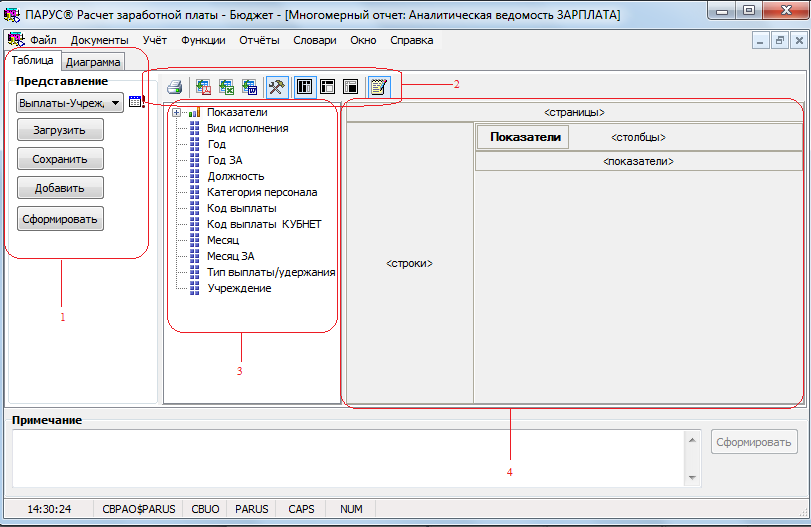 ПАРУС® Расчет заработной платы - Бюджет - [Многомерный отчет: Аналитическая ведомость ЗАРПЛАТА]
Файл Документы Учёт Функции Отчёты Словари Окно Справка
Таблица Диаграмма
Представление
Выплаты-Учреж,
Загрузить
Сохранить
Добавить
Сформировать
1
2
Показатели
Вид исполнения
Год
Год ЗА
Должность
Категория персонала
Код выплаты
Код выплаты КУБНЕТ
Месяц
Месяц ЗА
Тип выплаты/удержания
Учреждение
3
<страницы>
Показатели <столбцы>
<показатели>
<строки>
4
Примечание
Сформировать
14:30:24 CBPAO$PARUS CBUO PARUS CAPS NUM